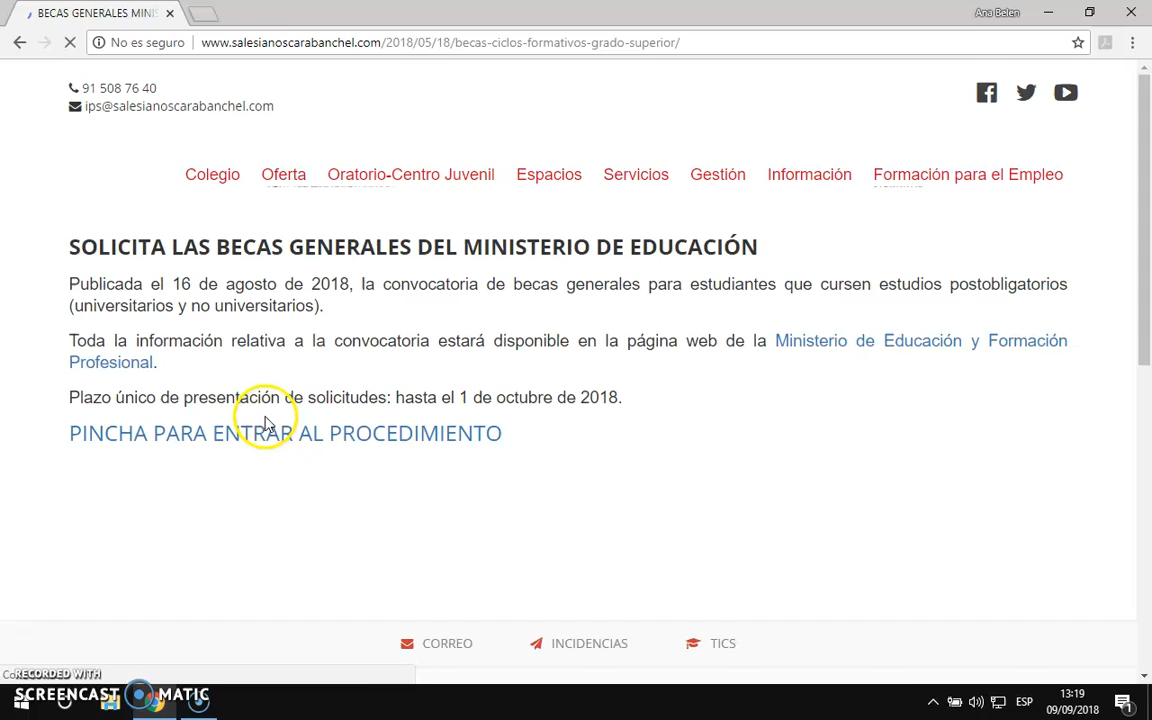 BECAS GENERALES MINIS
Ana Belen
No es seguro
www.salesianoscarabanchel.com/2018/05/18/becas-ciclos-formativos-grado-superior/
91 508 76 40
ips@salesianoscarabanchel.com
Colegio Oferta Oratorio-Centro Juvenil Espacios Servicios Gestión Información Formación para el Empleo
SOLICITA LAS BECAS GENERALES DEL MINISTERIO DE EDUCACIÓN
Publicada el 16 de agosto de 2018, la convocatoria de becas generales para estudiantes que cursen estudios postobligatorios
(universitarios y no universitarios).
Toda la información relativa a la convocatoria estará disponible en la página web de la Ministerio de Educación y Formación
Profesional.
Plazo único de presentación de solicitudes: hasta el 1 de octubre de 2018.
PINCHA PARA ENTRAR AL PROCEDIMIENTO
CORREO INCIDENCIAS TICS
RECORDED WITH
SCREENCAST MATIC
ESP
13:19
09/09/2018
1